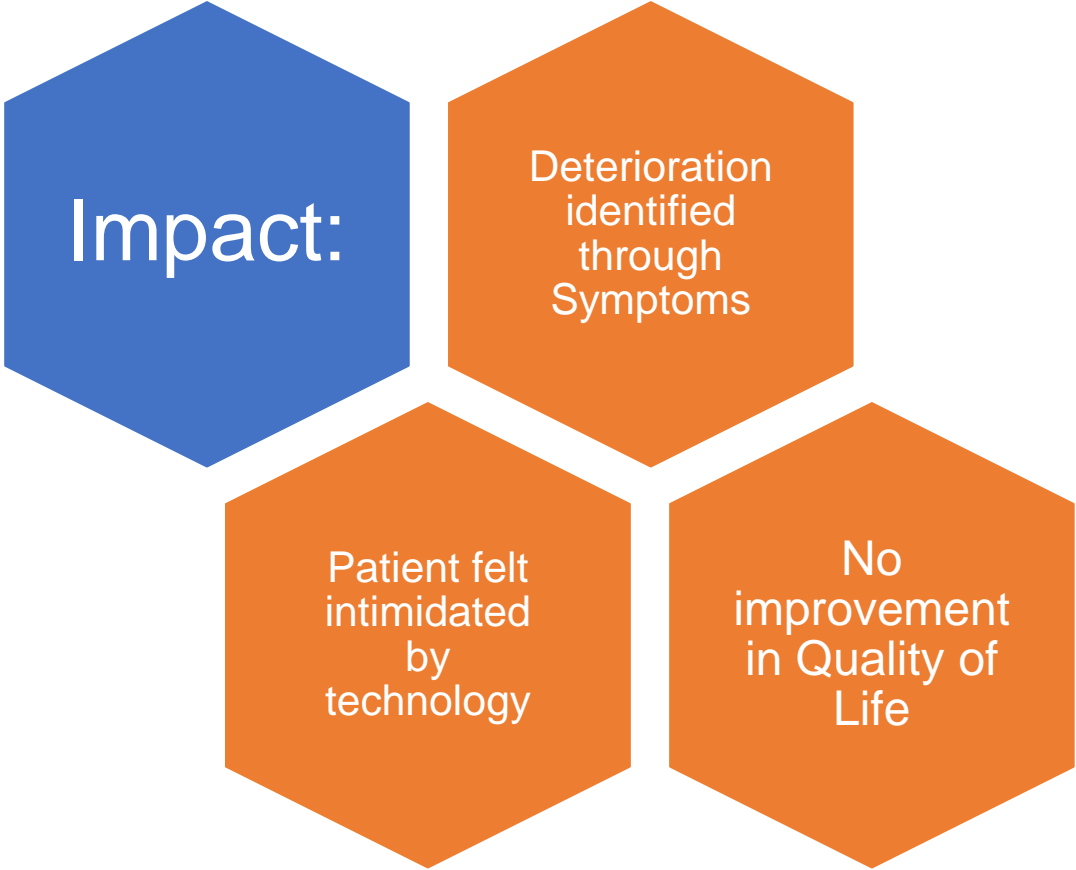 Impact:
Deterioration
identified
through
Symptoms
Patient felt
intimidated
by
technology
No
improvement
in Quality of
Life